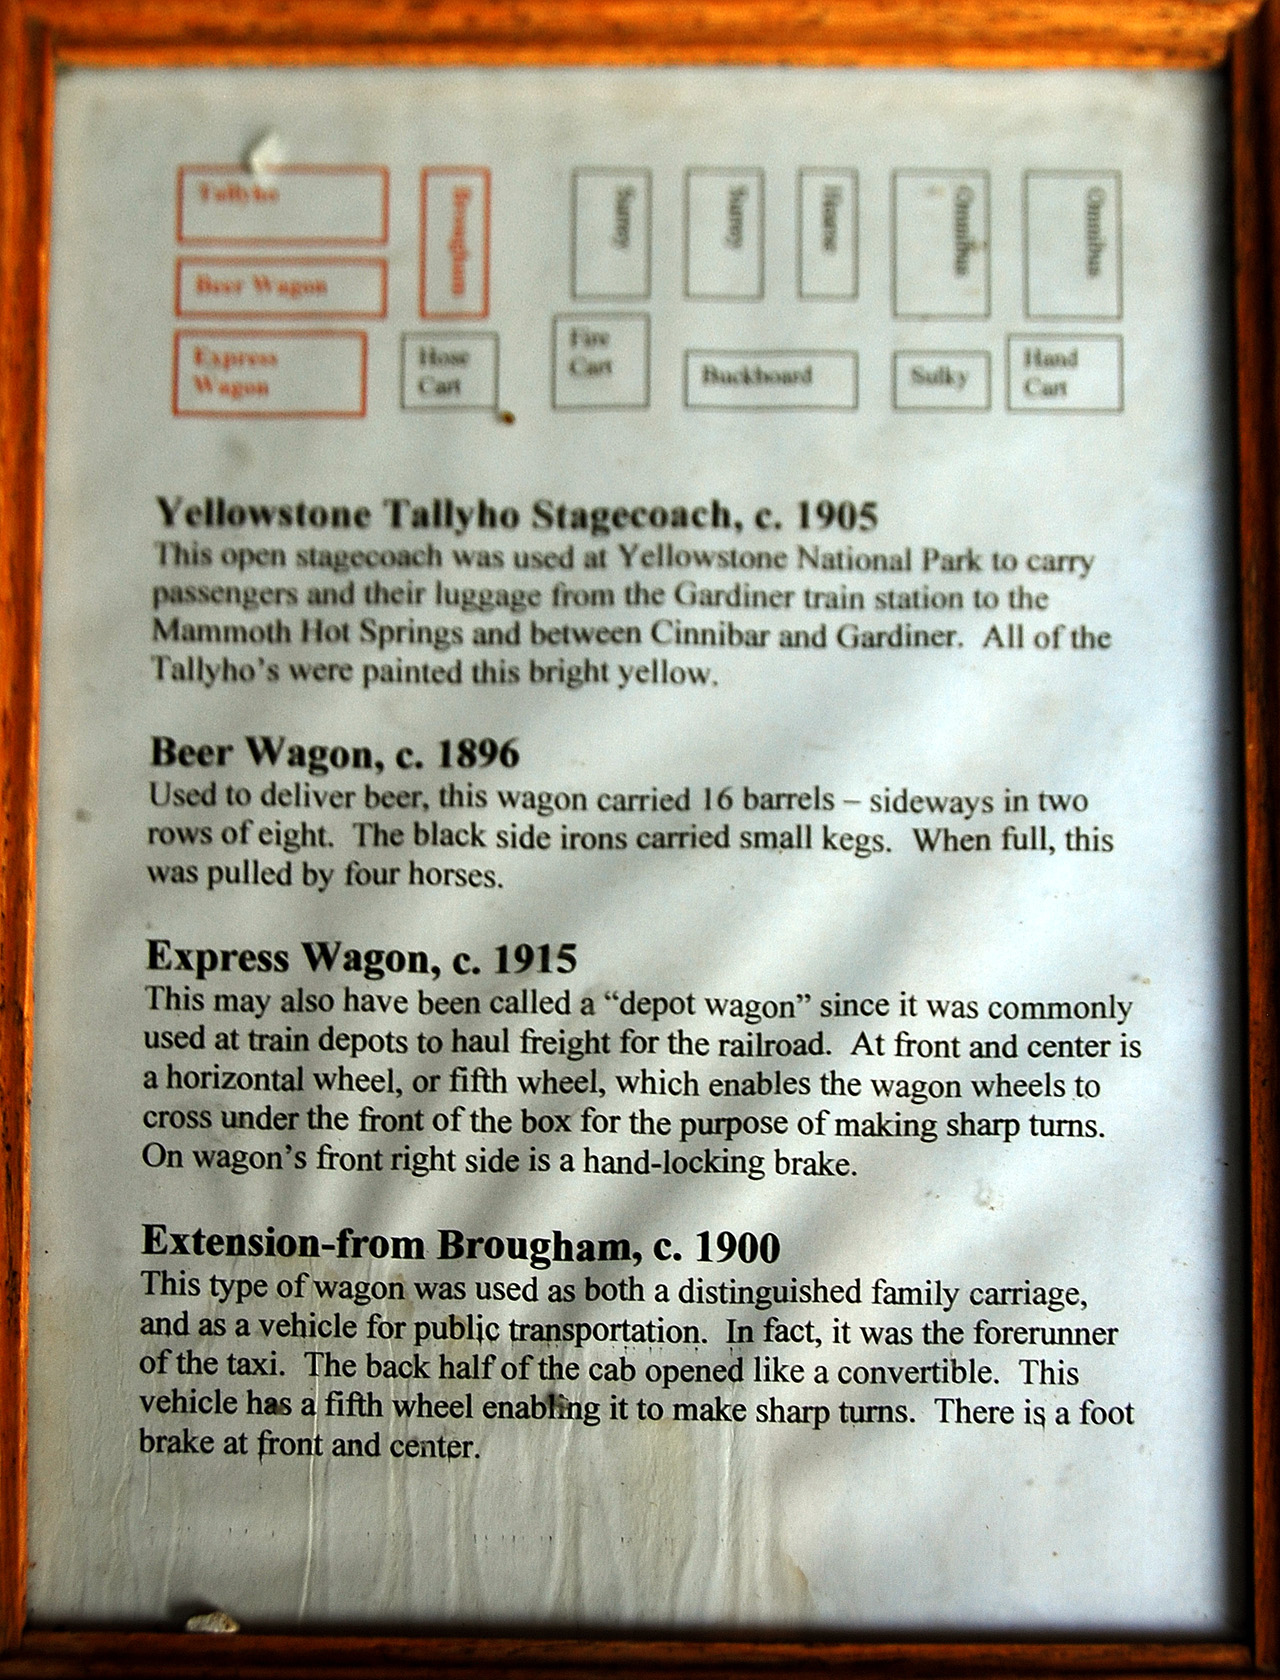 Tallyho
Brougham
Surrey
Surrey
Hearse
Omnibus
Omnibus
Beer Wagon
Express
Wagon
Hose
Cart
Fire
Cart
Buckboard
Sulky
Hand
Cart
Yellowstone Tallyho Stagecoach, c. 1905
This open stagecoach was used at Yellowstone National Park to carry
passengers and their luggage from the Gardiner train station to the
Mammoth Hot Springs and between Cinnibar and Gardiner.  All of the
Tallyho's were painted this bright yellow.
Beer Wagon, c. 1896
Used to deliver beer, this wagon carried 16 barrels – sideways in two
rows of eight.  The black side irons carried small kegs.  When full, this
was pulled by four horses.
Express Wagon, c. 1915
This may also have been called a “depot wagon” since it was commonly
used at train depots to haul freight for the railroad.  At front and center is
a horizontal wheel, or fifth wheel, which enables the wagon wheels to
cross under the front of the box for the purpose of making sharp turns.
On wagon’s front right side is a hand-locking brake.
Extension-from Brougham, c. 1900
This type of wagon was used as both a distinguished family carriage,
and as a vehicle for public transportation.  In fact, it was the forerunner
of the taxi.  The back half of the cab opened like a convertible.  This
vehicle has a fifth wheel enabling it to make sharp turns.  There is a foot
brake at front and center.